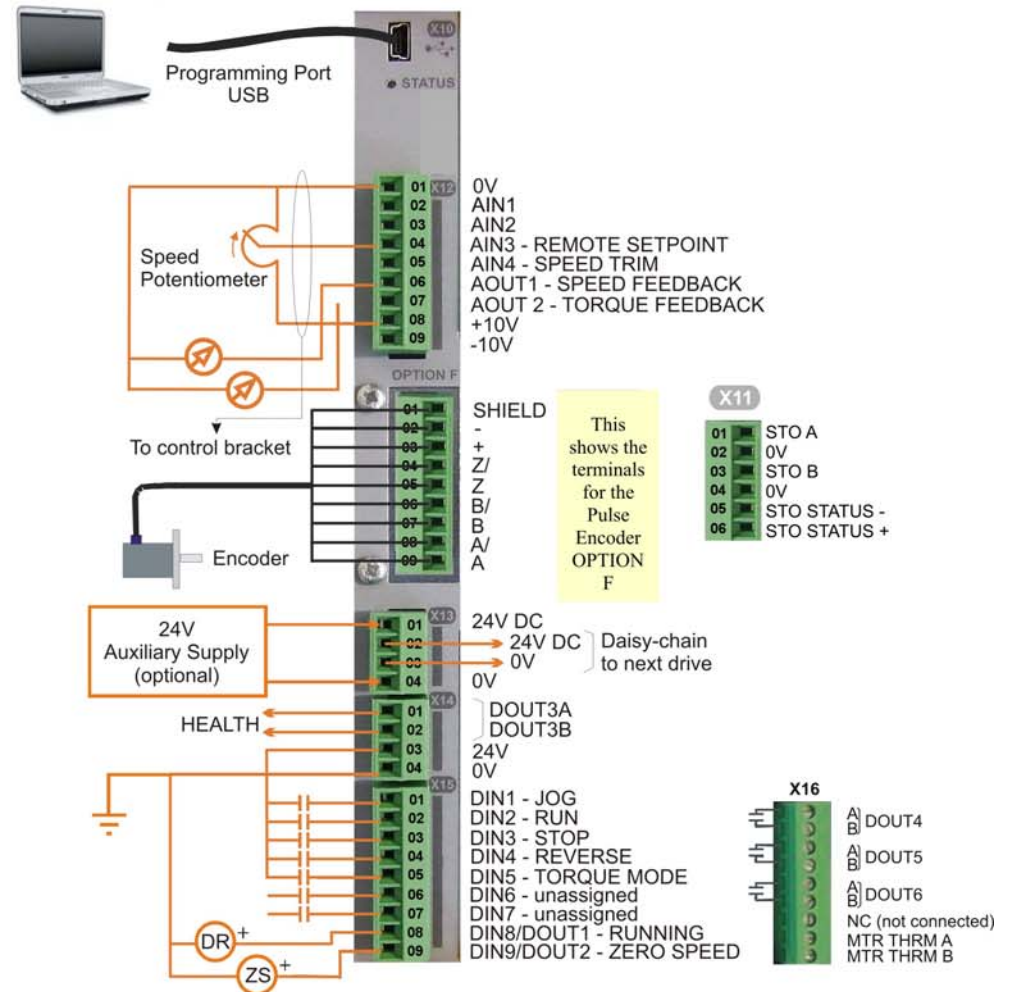 X10
Programming Port
USB
STATUS
01 X12 0V
02 AIN1
03 AIN2
04 AIN3 - REMOTE SETPOINT
05 AIN4 - SPEED TRIM
06 AOUT1 - SPEED FEEDBACK
07 AOUT 2 - TORQUE FEEDBACK
08 +10V
09 -10V
Speed
Potentiometer
OPTION F
To control bracket
01 SHIELD
02 -
03 +
04 Z/
05 Z
06 B/
07 B
08 A/
09 A
Encoder
This
shows the
terminals
for the
Pulse
Encoder
OPTION
F
X11
01 STO A
02 0V
03 STO B
04 0V
05 STO STATUS -
06 STO STATUS +
24V
Auxiliary Supply
(optional)
X13
01 24V DC
02 24V DC
03 0V
Daisy-chain
to next drive
04 0V
HEALTH
X14
01 DOUT3A
02 DOUT3B
03 24V
04 0V
X15
01 DIN1 - JOG
02 DIN2 - RUN
03 DIN3 - STOP
04 DIN4 - REVERSE
05 DIN5 - TORQUE MODE
06 DIN6 - unassigned
07 DIN7 - unassigned
08 DIN8/DOUT1 - RUNNING
09 DIN9/DOUT2 - ZERO SPEED
DR +
ZS +
X16
A
B DOUT4
A
B DOUT5
A
B DOUT6
NC (not connected)
MTR THRM A
MTR THRM B